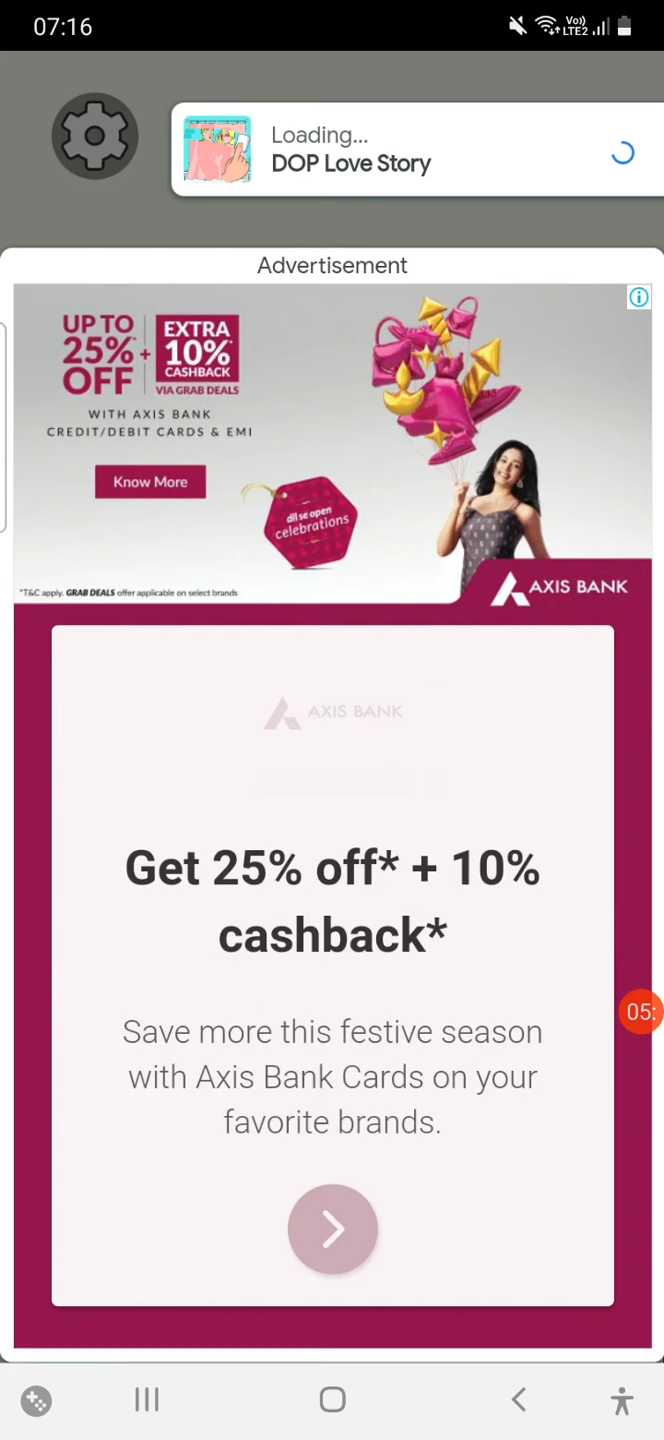 07:16
Vo))
LTE2
Loading...
DOP Love Story
Advertisement
UP TO
25%*
OFF
+
EXTRA
10%*
CASHBACK
VIA GRAB DEALS
WITH AXIS BANK
CREDIT/DEBIT CARDS & EMI
Know More
dil se open
celebrations
*T&C apply. GRAB DEALS offer applicable on select brands
AXIS BANK
AXIS BANK
Get 25% off* + 10%
cashback*
Save more this festive season
with Axis Bank Cards on your
favorite brands.
05: